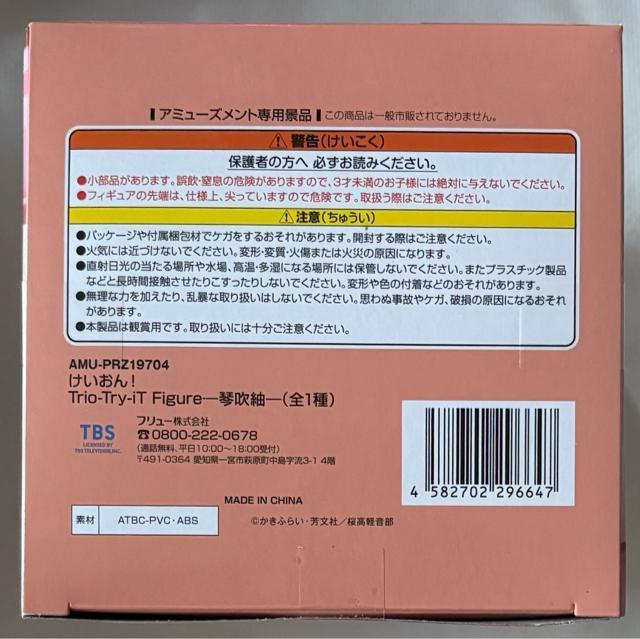 アミューズメント専用景品 この商品は一般市販されておりません。
⚠警告(けいこく)
保護者の方へ 必ずお読みください。
●小部品があります。誤飲・窒息の危険がありますので、3才未満のお子様には絶対に与えないでください。
●フィギュアの先端は、仕様上、尖っていますので危険です。取扱う際はご注意ください。
⚠注意(ちゅうい)
●パッケージや付属梱包材でケガをするおそれがあります。開封する際はご注意ください。
●火気には近づけないでください。変形・変質・火傷または火災の原因になります。
●直射日光の当たる場所や水場、高温・多湿になる場所には保管しないでください。またプラスチック製品
などと長時間接触させたりこすったりしないでください。変形や色の付着などのおそれがあります。
●無理な力を加えたり、乱暴な取り扱いはしないでください。思わぬ事故やケガ、破損の原因になるおそれ
があります。
●本製品は観賞用です。取り扱いには十分ご注意ください。
AMU-PRZ19704
けいおん!
Trio-Try-iT Figure―琴吹紬―(全1種)
TBS
LICENSED BY
TBS TELEVISION, INC.
フリュー株式会社
☎0800-222-0678
(通話無料、平日10:00~18:00受付)
〒491-0364 愛知県一宮市萩原町中島字流3-1 4階
4 582702 296647
MADE IN CHINA
素材 ATBC-PVC・ABS
©かきふらい・芳文社/桜高軽音部